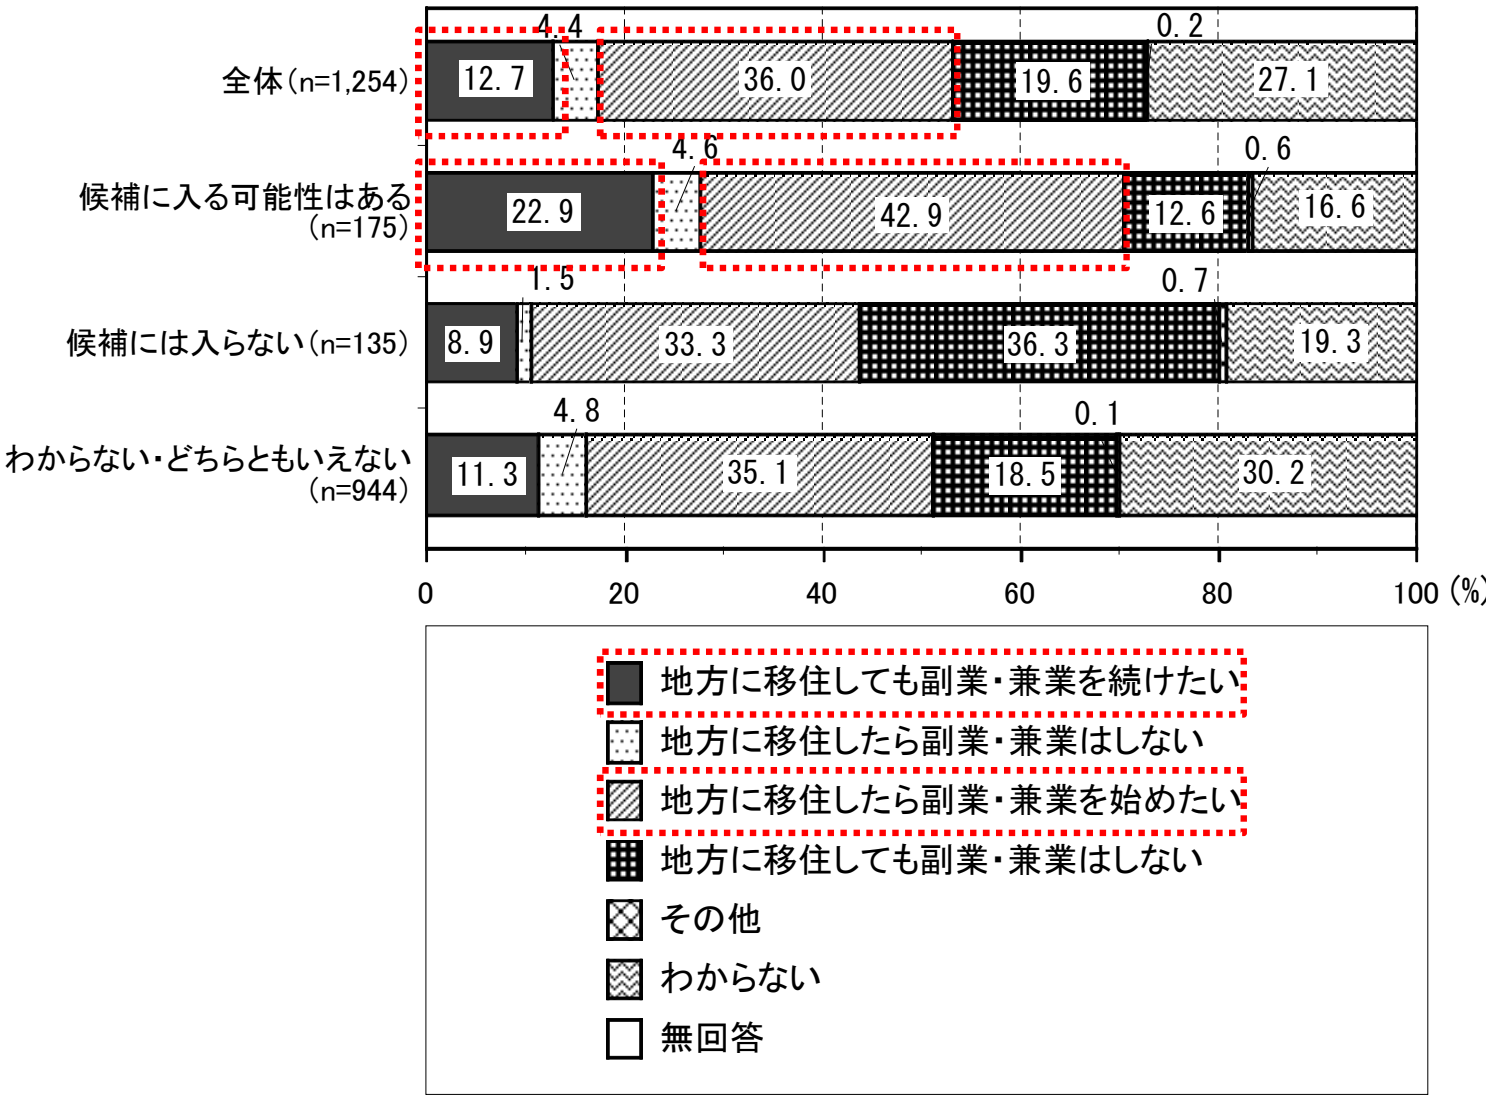 4.4
0.2
全体(n=1,254)
12.7
36.0
19.6
27.1
4.6
0.6
候補に入る可能性はある
(n=175)
22.9
42.9
12.6
16.6
1.5
0.7
候補には入らない(n=135)
8.9
33.3
36.3
19.3
4.8
0.1
わからない・どちらともいえない
(n=944)
11.3
35.1
18.5
30.2
0 20 40 60 80 100 (%)
地方に移住しても副業・兼業を続けたい
地方に移住したら副業・兼業はしない
地方に移住したら副業・兼業を始めたい
地方に移住しても副業・兼業はしない
その他
わからない
無回答